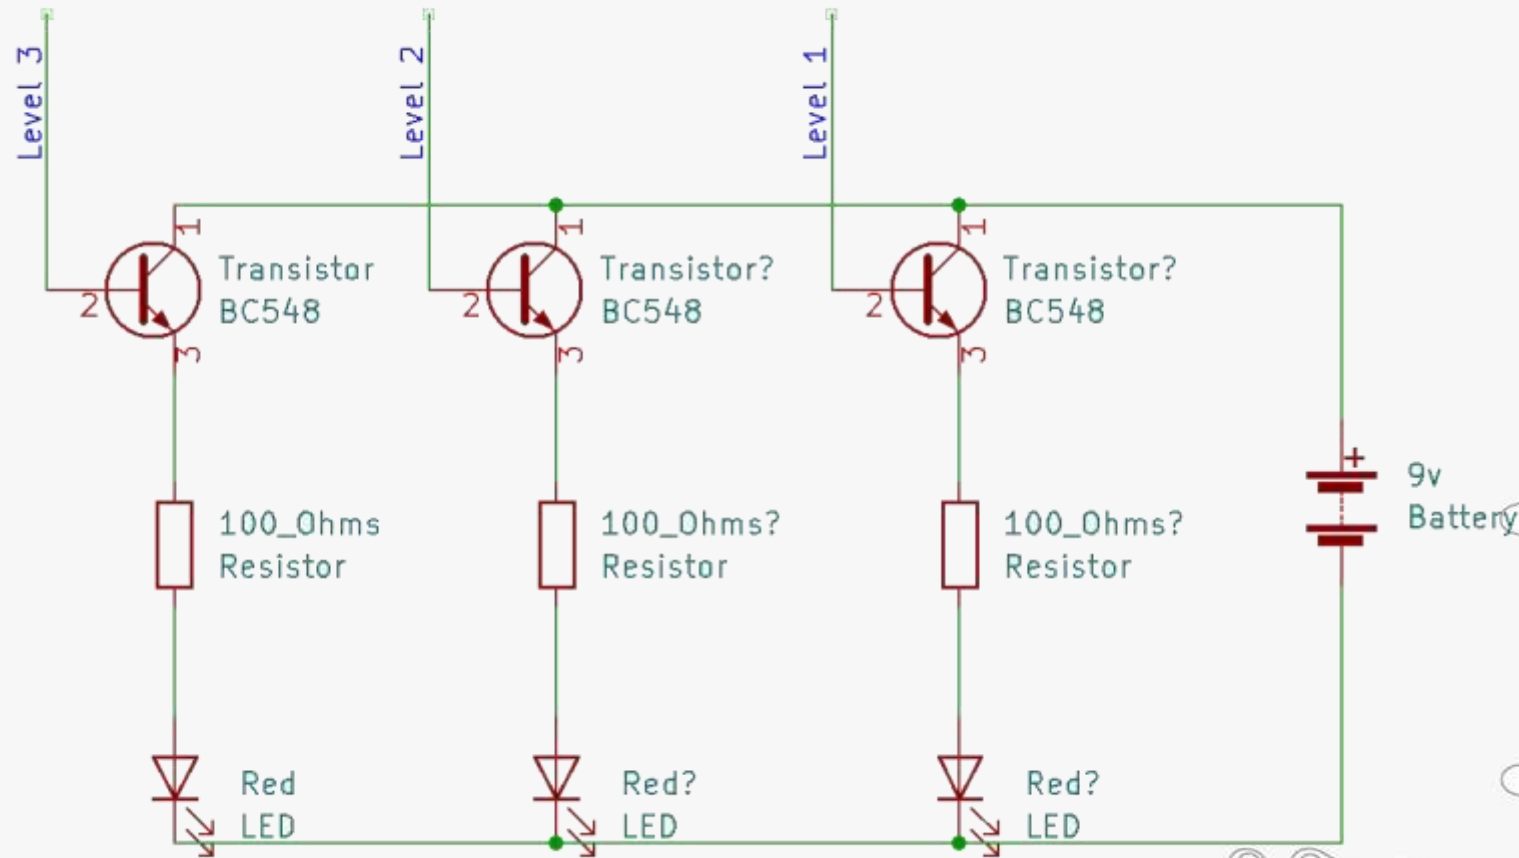 Level 3
Level 2
Level 1
1
1
1
Transistor
BC548
Transistor?
BC548
Transistor?
BC548
2
2
2
3
3
3
+
9v
Battery
100_Ohms
Resistor
100_Ohms?
Resistor
100_Ohms?
Resistor
Red
LED
Red?
LED
Red?
LED